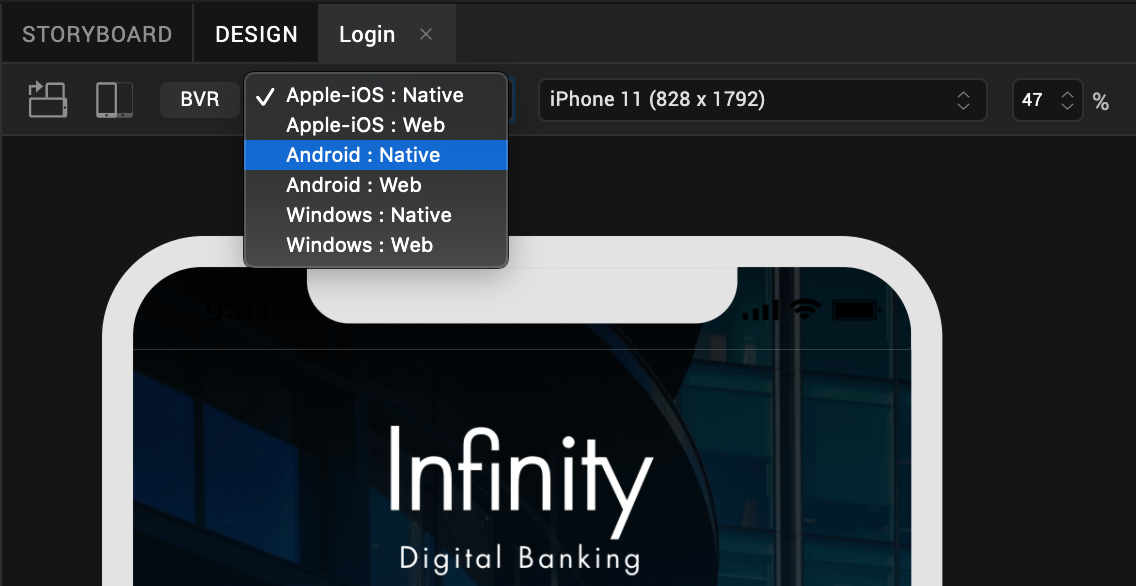 STORYBOARD DESIGN Login ×
BVR
✓ Apple-iOS : Native
Apple-iOS : Web
Android : Native
Android : Web
Windows : Native
Windows : Web
iPhone 11 (828 x 1792)
47 %
9:41
Infinity
Digital Banking